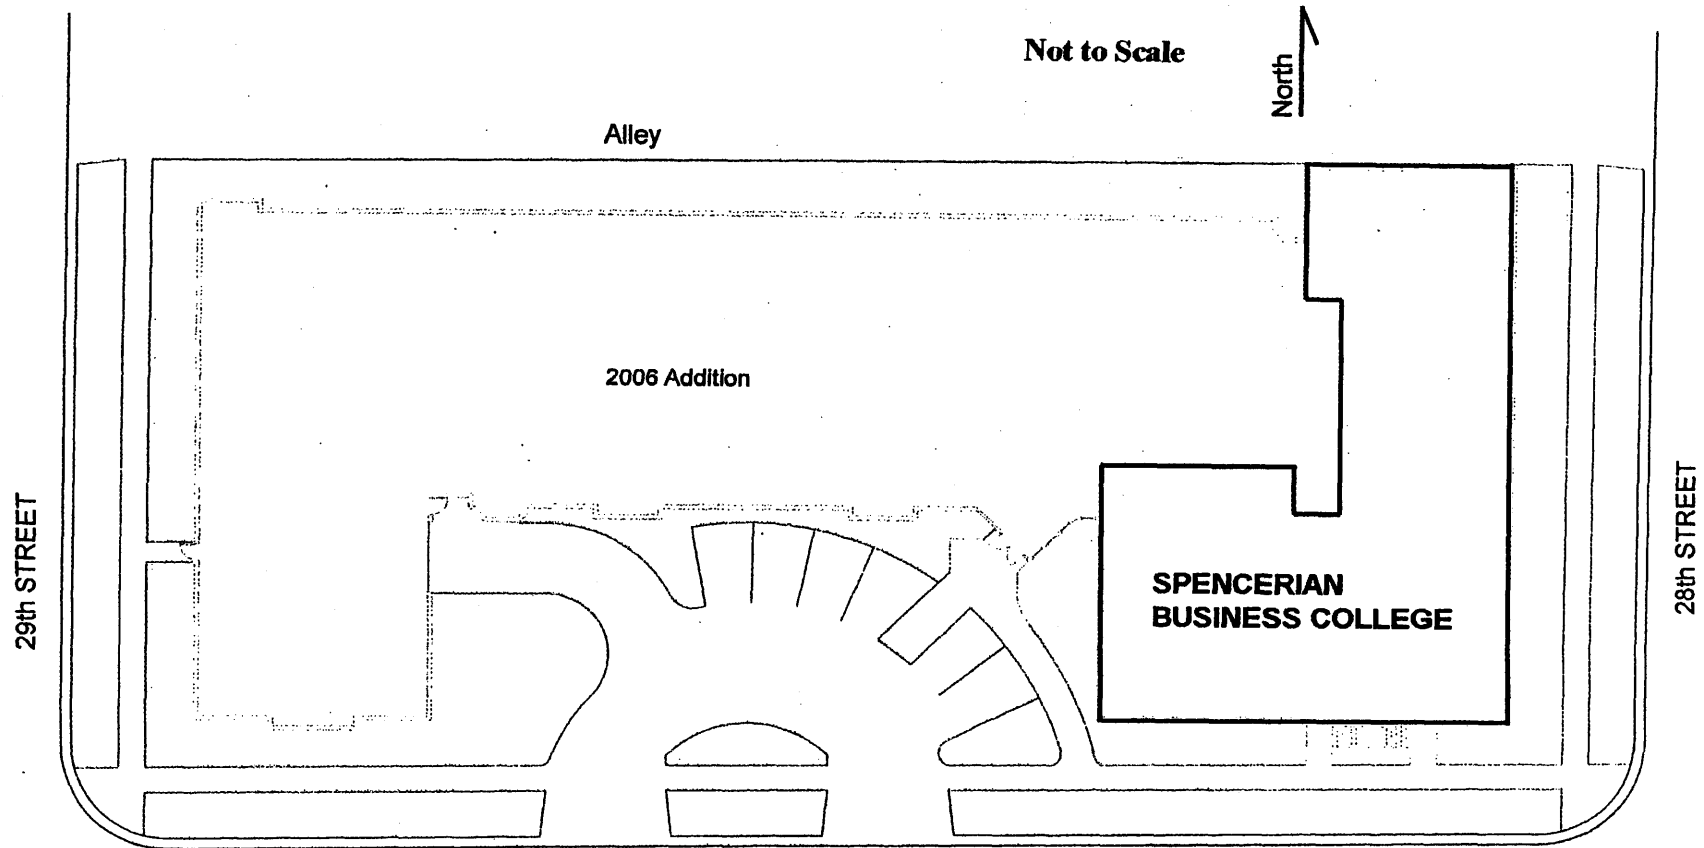 Not to Scale
North
Alley
2006 Addition
29th STREET
28th STREET
SPENCERIAN
BUSINESS COLLEGE